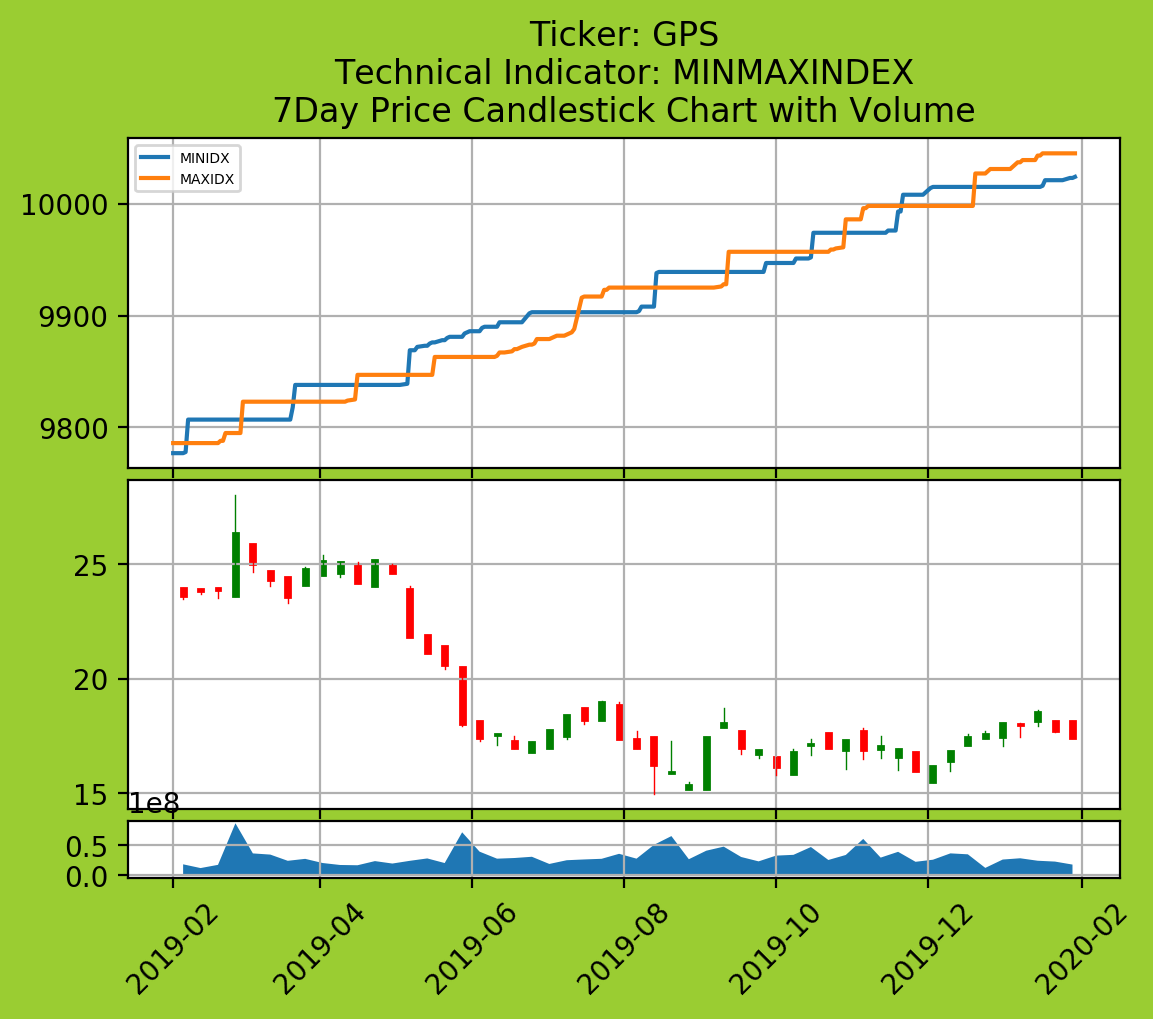 Ticker: GPS
Technical Indicator: MINMAXINDEX
7Day Price Candlestick Chart with Volume
MINIDX
MAXIDX
10000
9900
9800
25
20
15
1e8
0.5
0.0
2019-02
2019-04
2019-06
2019-08
2019-10
2019-12
2020-02